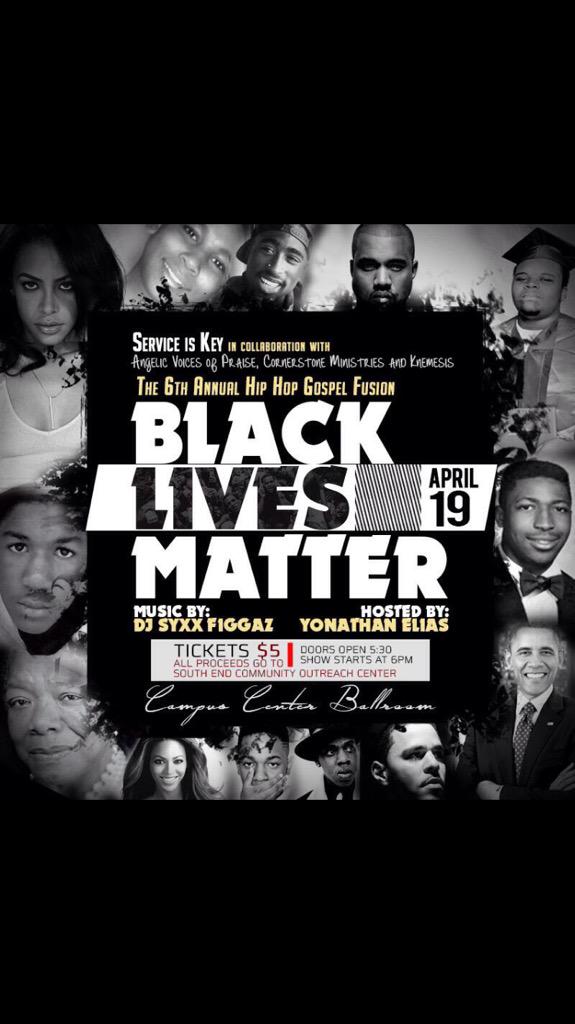 SERVICE IS KEY IN COLLABORATION WITH
ANGELIC VOICES OF PRAISE, CORNERSTONE MINISTRIES AND KNEMESIS
THE 6TH ANNUAL HIP HOP GOSPEL FUSION
BLACK
LIVES
APRIL
19
MATTER
MUSIC BY:
DJ SYXX F1GGAZ
HOSTED BY:
YONATHAN ELIAS
TICKETS $5
ALL PROCEEDS GO TO
SOUTH END COMMUNITY OUTREACH CENTER
DOORS OPEN 5:30
SHOW STARTS AT 6PM
Campus Center Ballroom